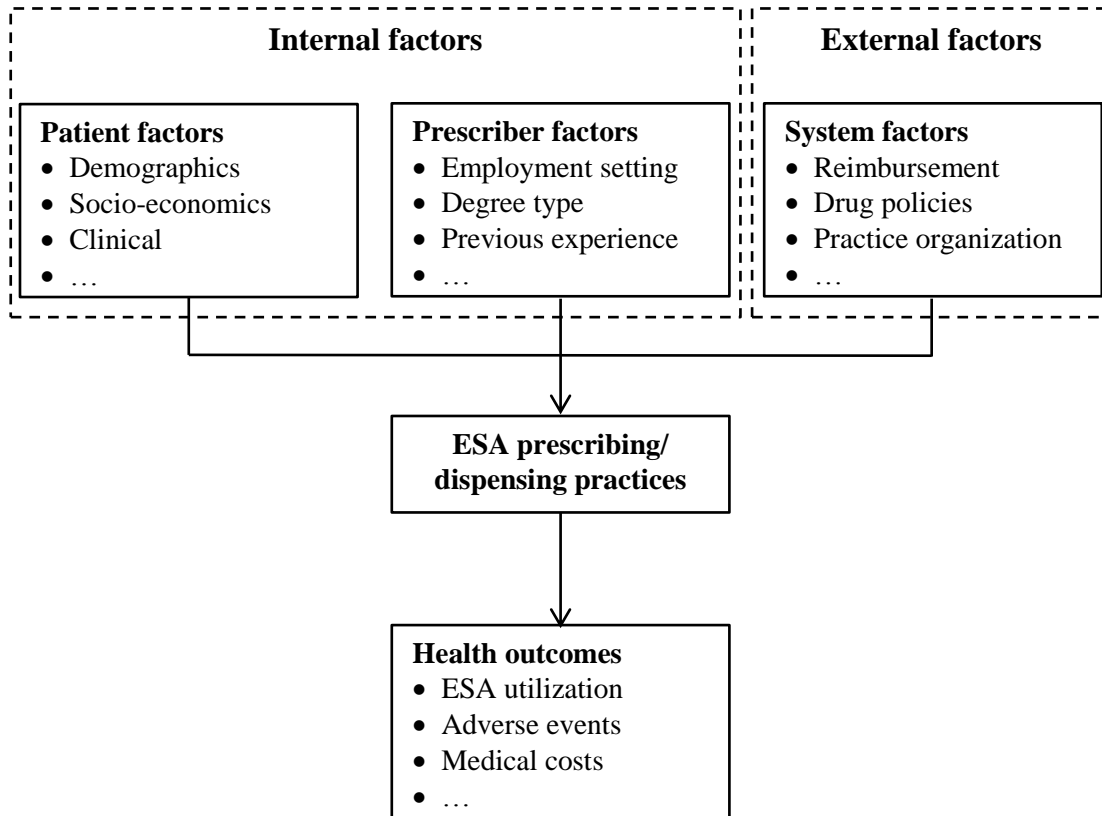 Internal factors
External factors
Patient factors
• Demographics
• Socio-economics
• Clinical
• …
Prescriber factors
• Employment setting
• Degree type
• Previous experience
• …
System factors
• Reimbursement
• Drug policies
• Practice organization
• …
ESA prescribing/
dispensing practices
Health outcomes
• ESA utilization
• Adverse events
• Medical costs
• …